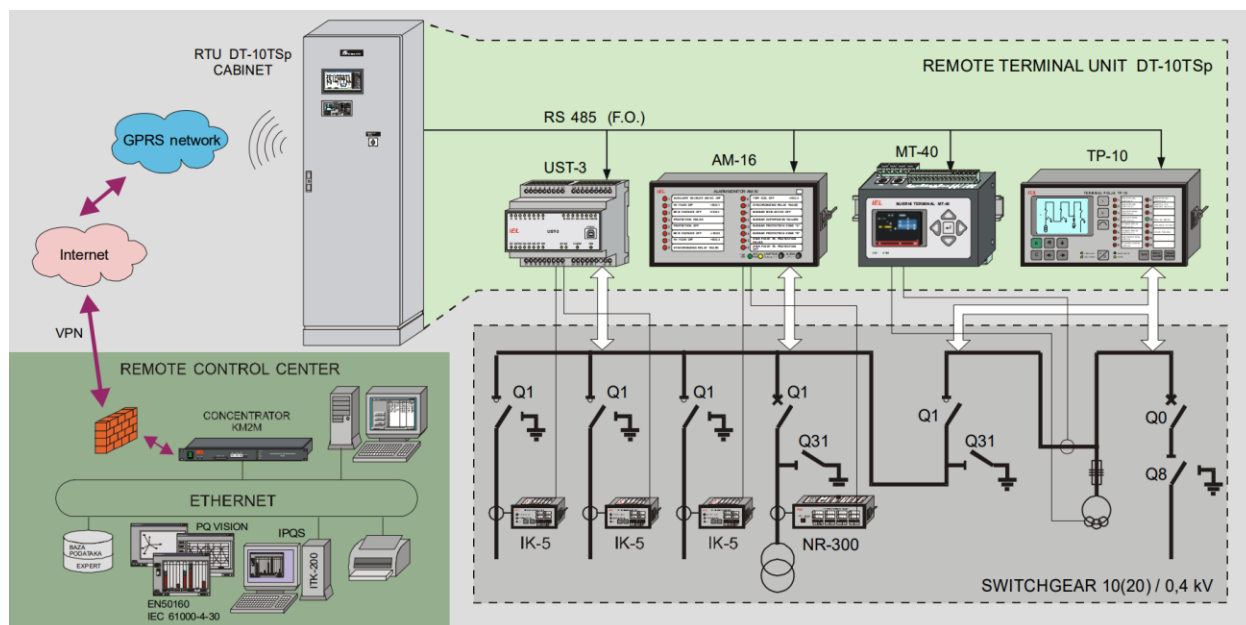 RTU DT-10TSp
CABINET
REMOTE TERMINAL UNIT DT-10TSp
GPRS network
RS 485 (F.O.)
UST-3
AM-16
MT-40
TP-10
Internet
VPN
REMOTE CONTROL CENTER
CONCENTRATOR
KM2M
ETHERNET
BAZA
PODATAKA
EXPERT
PQ VISION
IPQS
ITK-200
EN50160
IEC 61000-4-30
Q1
Q1
Q1
Q1
Q31
Q1
Q31
Q0
Q8
IK-5
IK-5
IK-5
NR-300
SWITCHGEAR 10(20) / 0,4 kV